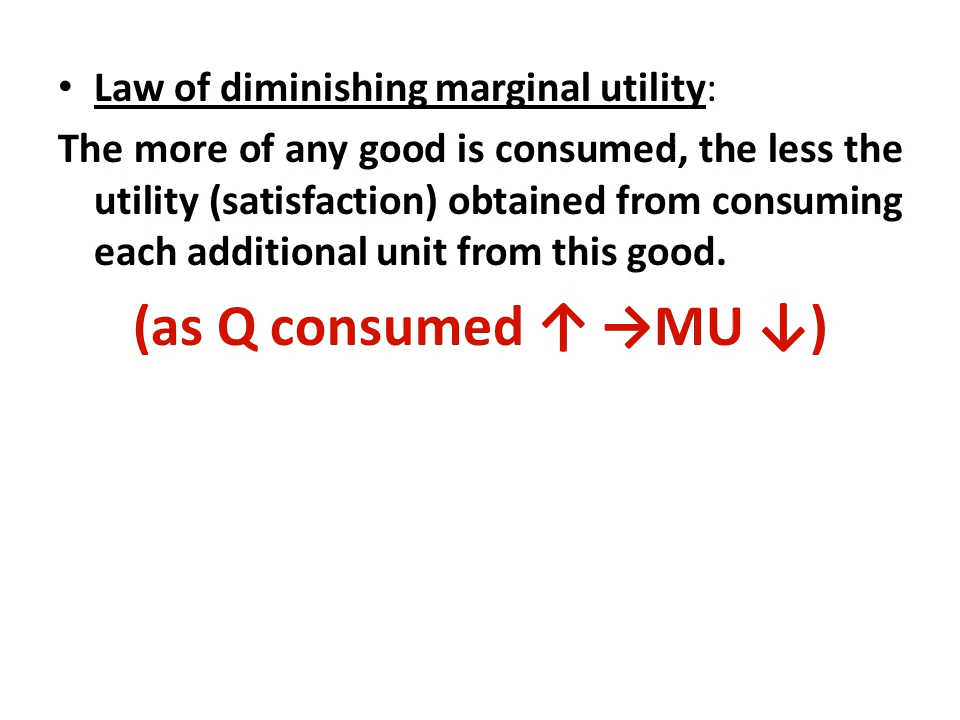 • Law of diminishing marginal utility:
The more of any good is consumed, the less the
utility (satisfaction) obtained from consuming
each additional unit from this good.
(as Q consumed ↑ →MU ↓)